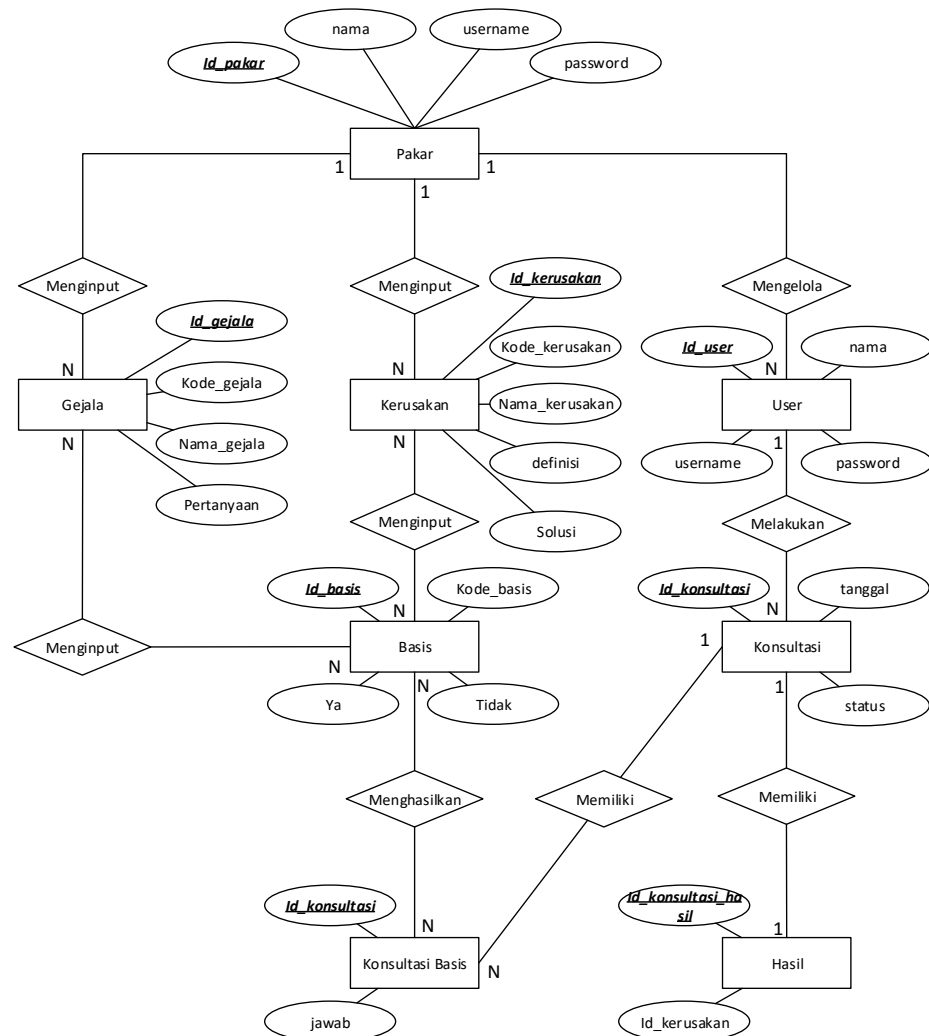 nama
username
Id_pakar
password
Pakar
1
1
1
Menginput
Menginput
Mengelola
Id_kerusakan
Id_gejala
Kode_kerusakan
Id_user
nama
N
N
N
Kode_gejala
Gejala
Kerusakan
Nama_kerusakan
User
N
N
1
Nama_gejala
definisi
username
password
Pertanyaan
Menginput
Solusi
Melakukan
Id_basis
Kode_basis
Id_konsultasi
tanggal
N
N
Menginput
Basis
1
Konsultasi
N
N
1
Ya
Tidak
status
Menghasilkan
Memiliki
Memiliki
Id_konsultasi
Id_konsultasi_ha
sil
N
1
Konsultasi Basis
N
Hasil
jawab
Id_kerusakan